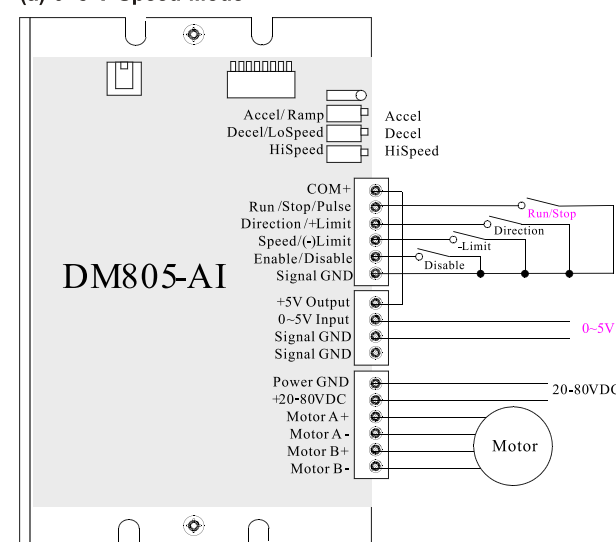 Accel/Ramp Accel
Decel/LoSpeed Decel
HiSpeed HiSpeed
COM+
Run/Stop/Pulse Run/Stop
Direction/+Limit Direction
Speed/(-)Limit -Limit
Enable/Disable Disable
Signal GND
DM805-AI
+5V Output
0~5V Input 0~5V
Signal GND
Signal GND
Power GND
+20-80VDC 20-80VDC
Motor A+
Motor A-
Motor B+ Motor
Motor B-